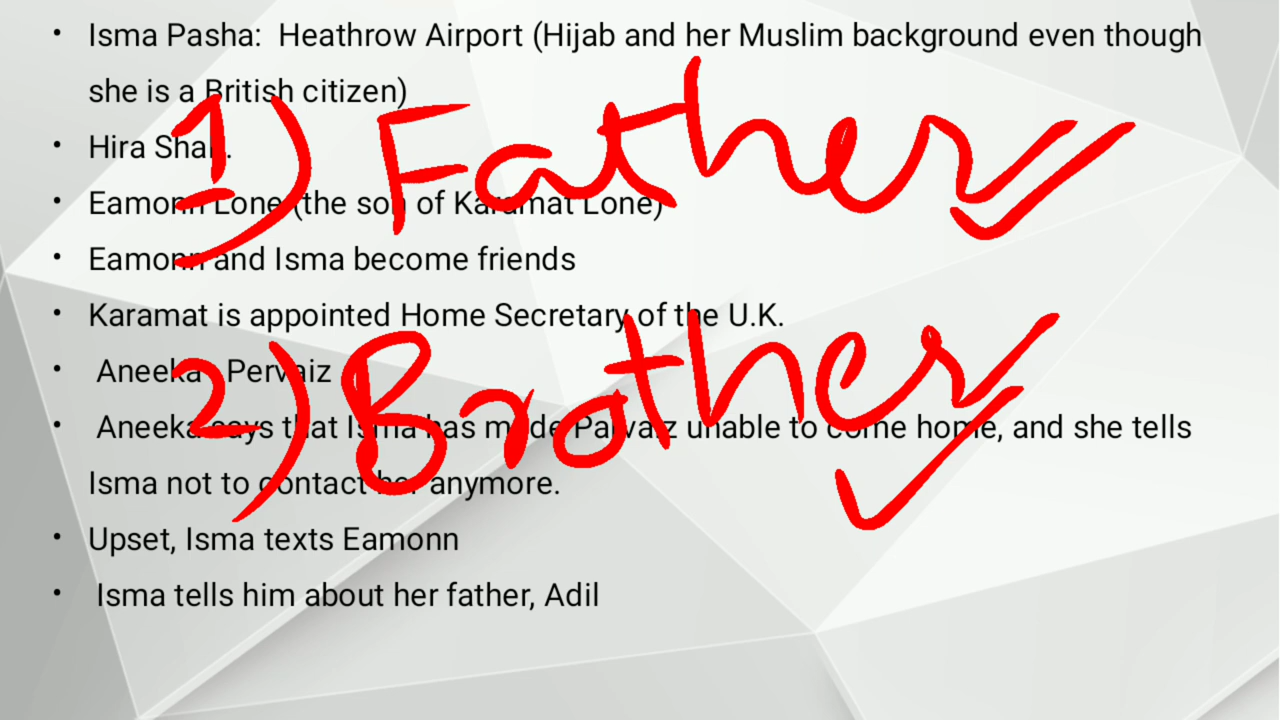 • Isma Pasha: Heathrow Airport (Hijab and her Muslim background even though
she is a British citizen)
• Hira Shah.
• Eamonn Lone (the son of Karamat Lone)
• Eamonn and Isma become friends
• Karamat is appointed Home Secretary of the U.K.
• Aneeka Pervaiz
• Aneeka says that Isma has made Parvaiz unable to come home, and she tells
Isma not to contact her anymore.
• Upset, Isma texts Eamonn
• Isma tells him about her father, Adil
1) Father
2) Brother